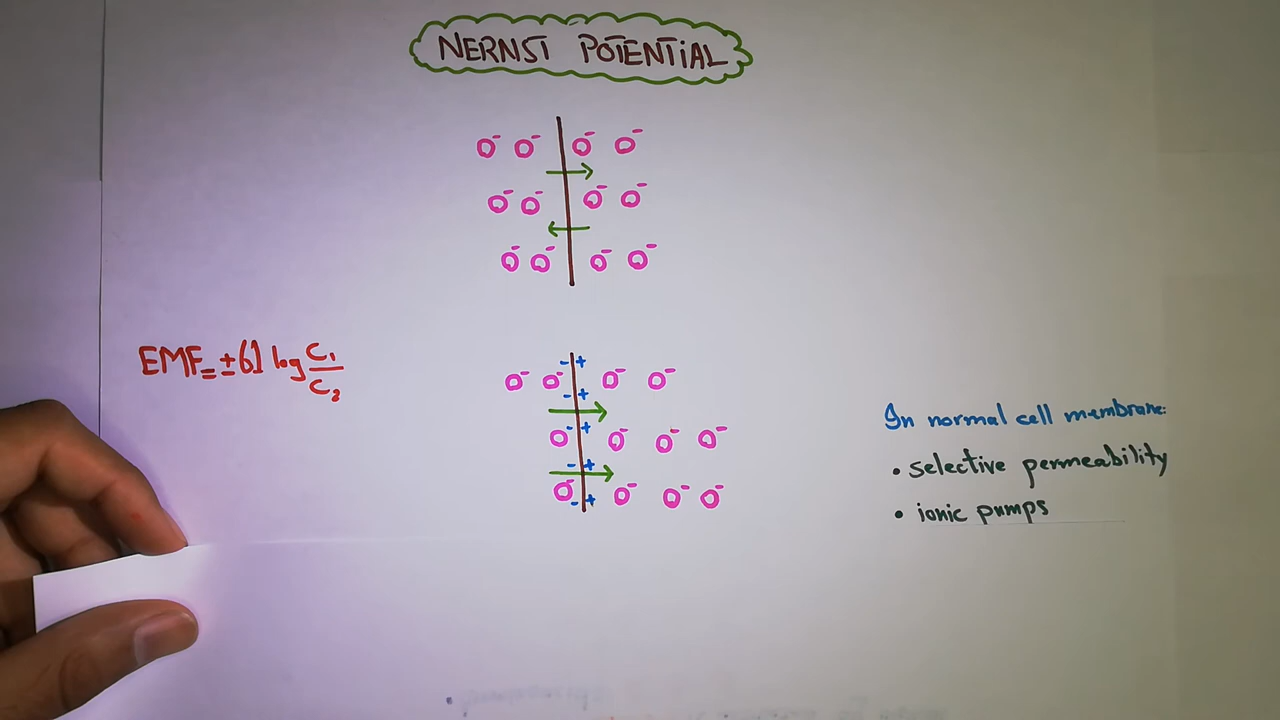 NERNST POTENTIAL
O⁻ O⁻ O⁻ O⁻
O⁻ O⁻ O⁻ O⁻
O⁻ O⁻ O⁻ O⁻
EMF = ±61 log C₁/C₂
- +
O⁻ O⁻ O⁻ O⁻
- +
O⁻ - + O⁻ O⁻ O⁻
- +
O⁻ - + O⁻ O⁻ O⁻
In normal cell membrane:
• selective permeability
• ionic pumps